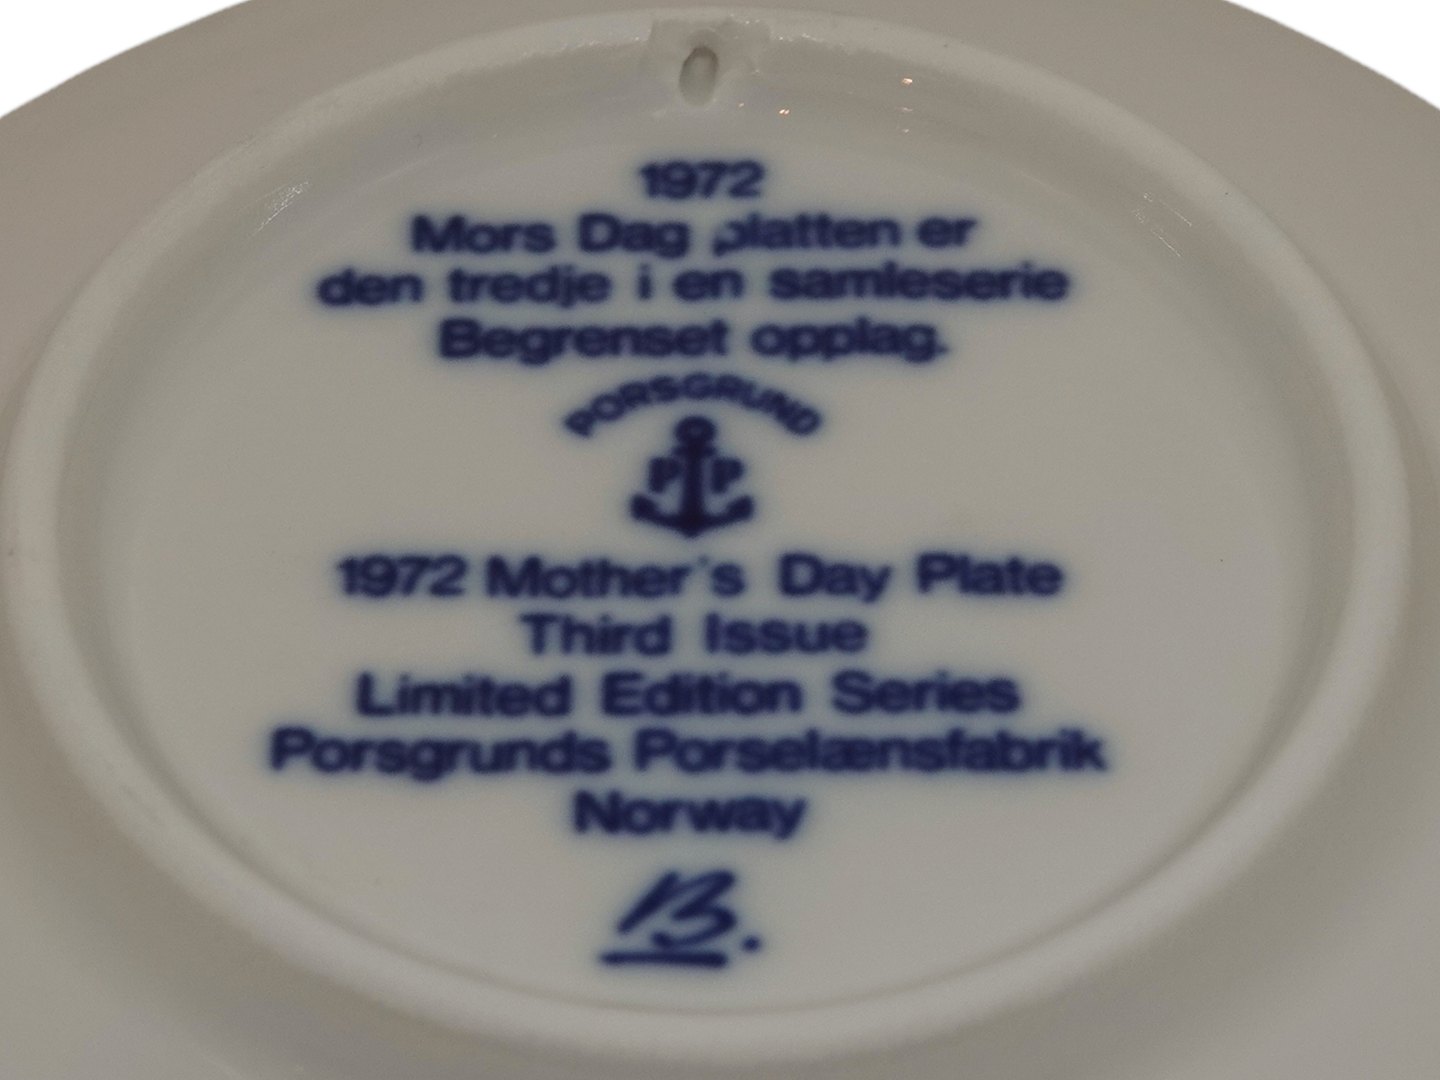 1972
Mors Dag platten er
den tredje i en samleserie
Begrenset opplag.
PORSGRUND
P P
1972 Mother's Day Plate
Third Issue
Limited Edition Series
Porsgrunds Porselænsfabrik
Norway
B.